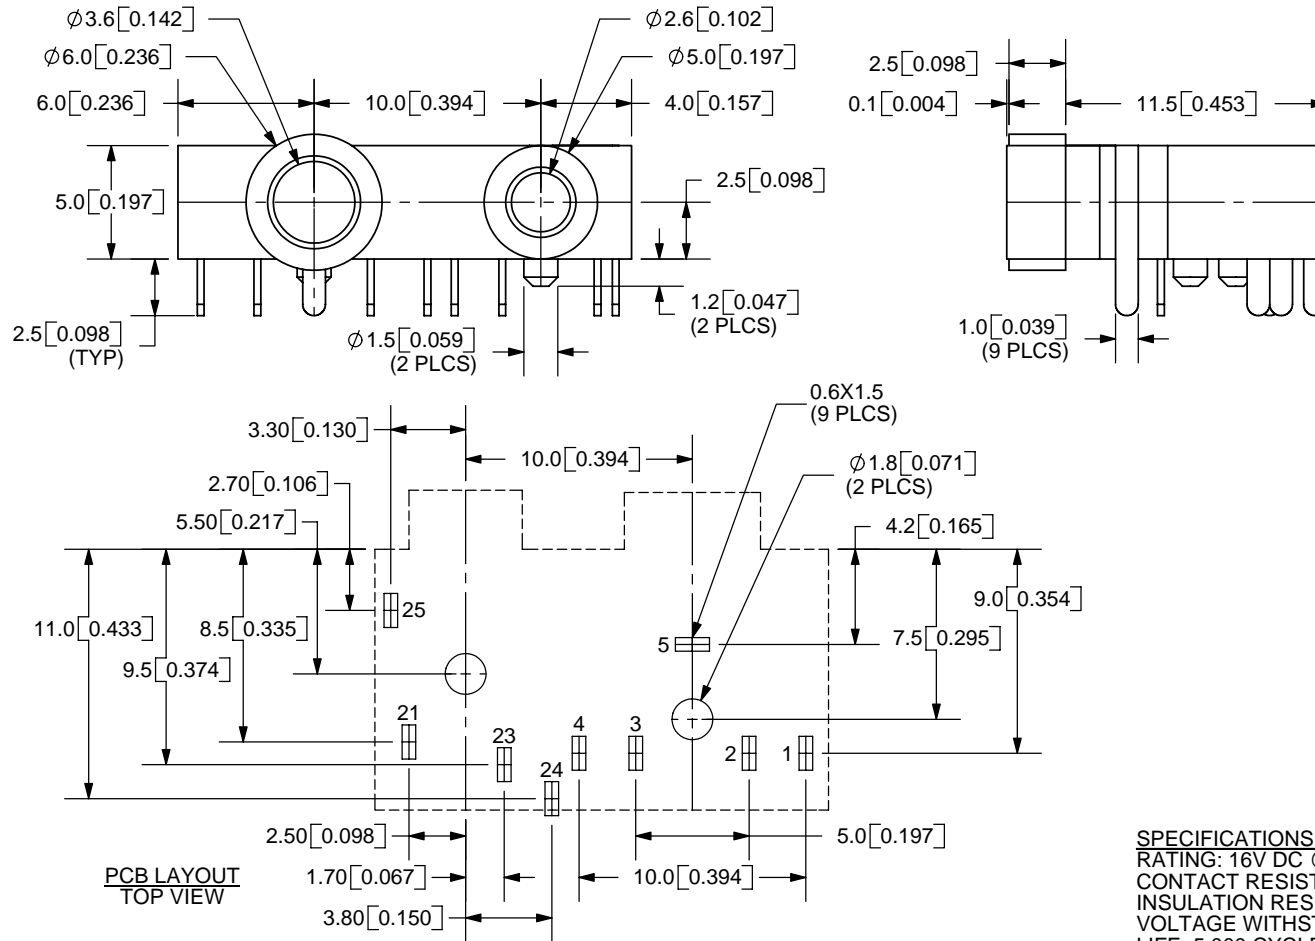 ∅3.6[0.142]
∅2.6[0.102]
∅6.0[0.236]
∅5.0[0.197]
2.5[0.098]
6.0[0.236]
10.0[0.394]
4.0[0.157]
0.1[0.004]
11.5[0.453]
5.0[0.197]
2.5[0.098]
2.5[0.098]
(TYP)
∅1.5[0.059]
(2 PLCS)
1.2[0.047]
(2 PLCS)
1.0[0.039]
(9 PLCS)
0.6X1.5
(9 PLCS)
3.30[0.130]
10.0[0.394]
∅1.8[0.071]
(2 PLCS)
2.70[0.106]
5.50[0.217]
4.2[0.165]
9.0[0.354]
25
11.0[0.433]
8.5[0.335]
5
7.5[0.295]
9.5[0.374]
21
23
4
3
2
1
24
2.50[0.098]
5.0[0.197]
1.70[0.067]
10.0[0.394]
3.80[0.150]
PCB LAYOUT
TOP VIEW
SPECIFICATIONS
RATING: 16V DC
CONTACT RESIST
INSULATION RES
VOLTAGE WITHST